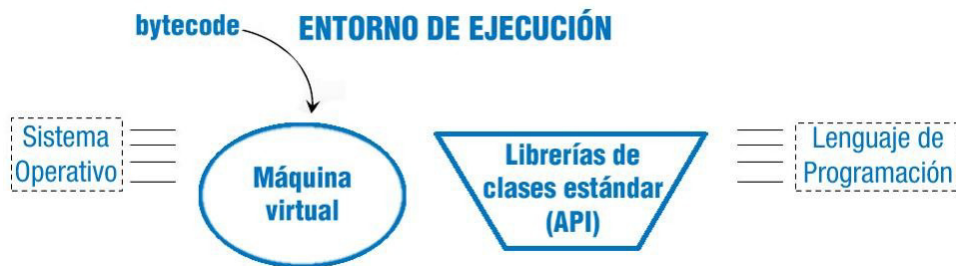 bytecode
ENTORNO DE EJECUCIÓN
Sistema
Operativo
Máquina
virtual
Librerías de
clases estándar
(API)
Lenguaje de
Programación